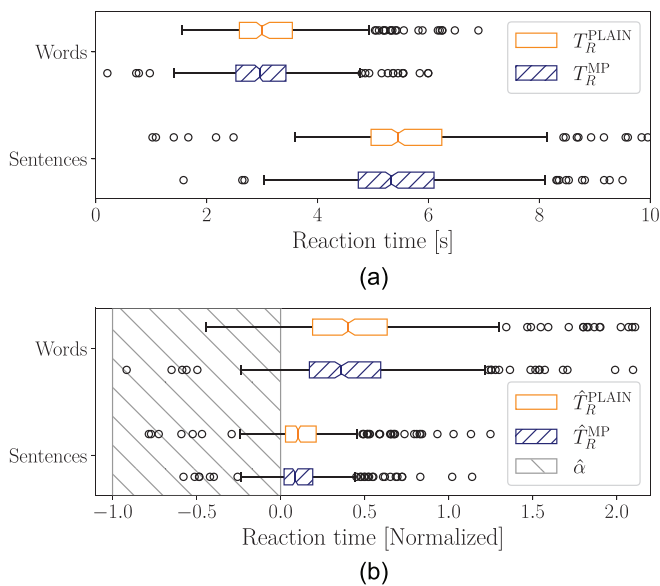 Words
Sentences
T_R^PLAIN
T_R^MP
0 2 4 6 8 10
Reaction time [s]
(a)
Words
Sentences
T̂_R^PLAIN
T̂_R^MP
α̂
−1.0 −0.5 0.0 0.5 1.0 1.5 2.0
Reaction time [Normalized]
(b)